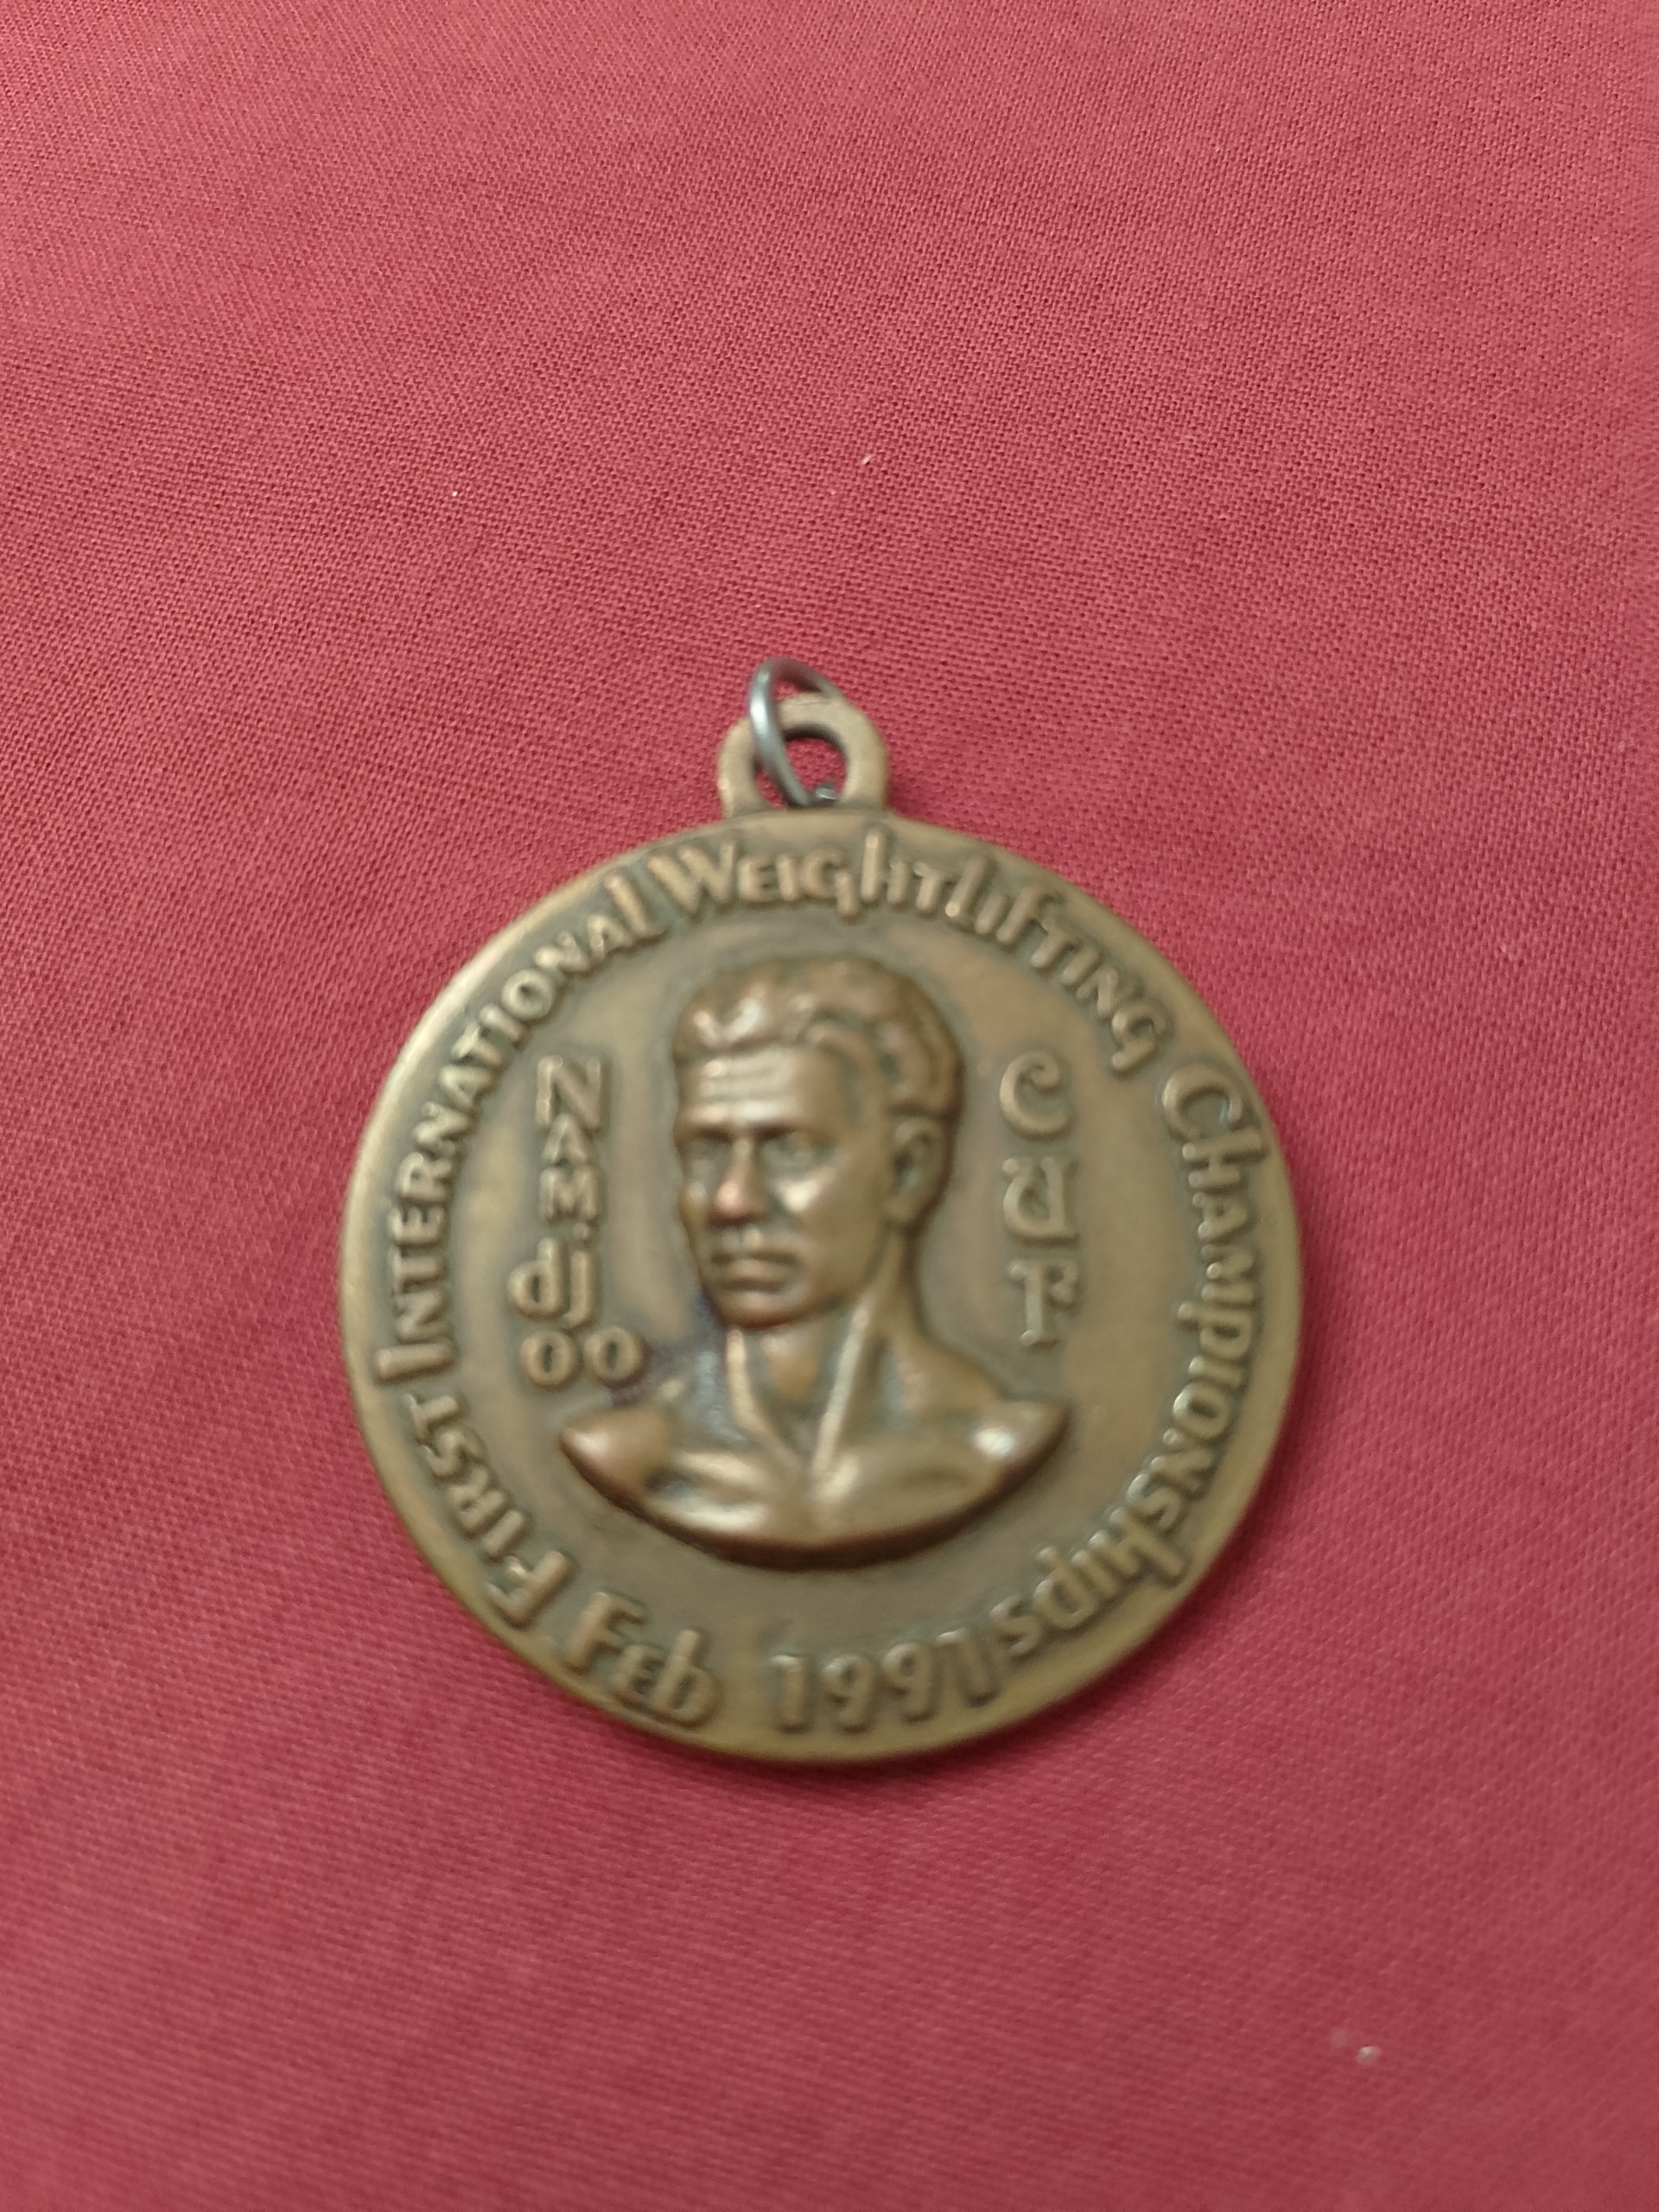 First International Weightlifting Championships
Feb 1991
Namdjoo
Cup